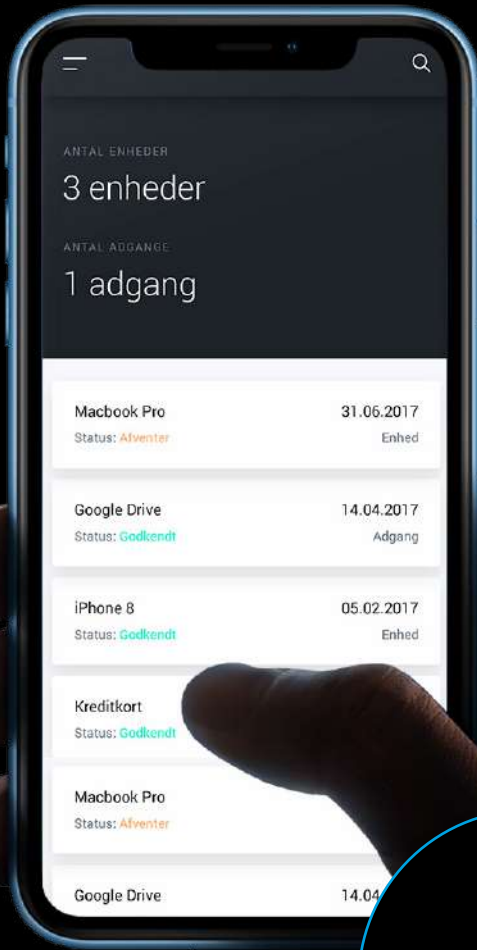 ANTAL ENHEDER
3 enheder
ANTAL ADGANGE
1 adgang
Macbook Pro 31.06.2017
Status: Afventer Enhed
Google Drive 14.04.2017
Status: Godkendt Adgang
iPhone 8 05.02.2017
Status: Godkendt Enhed
Kreditkort
Status: Godkendt
Macbook Pro
Status: Afventer
Google Drive 14.04